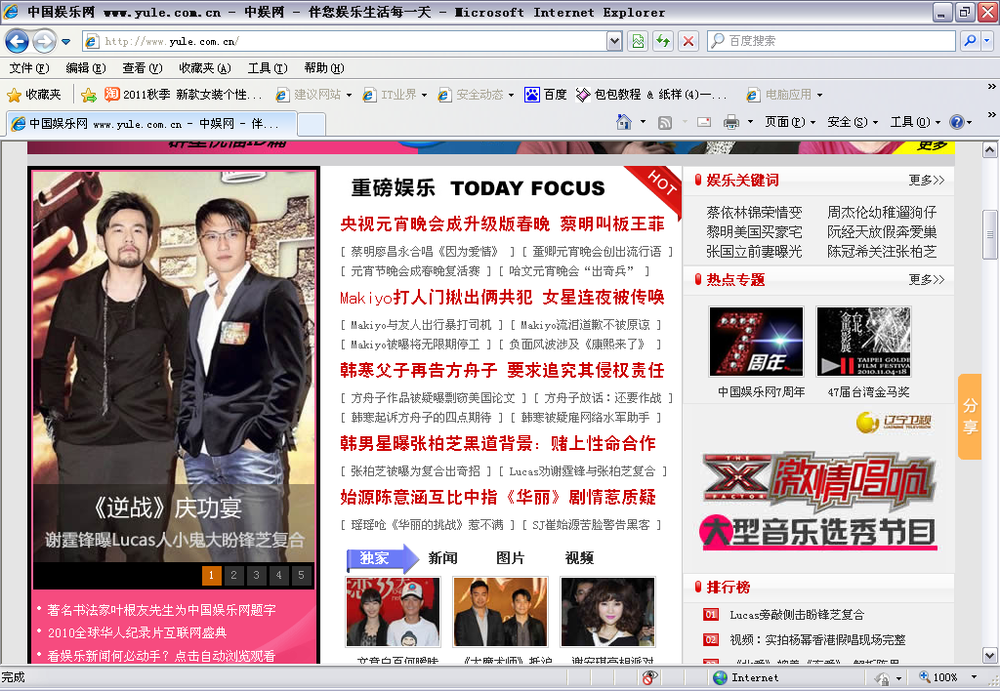 中国娱乐网 www.yule.com.cn - 中娱网 - 伴您娱乐生活每一天 - Microsoft Internet Explorer
http://www.yule.com.cn/
百度搜索
文件(F) 编辑(E) 查看(V) 收藏夹(A) 工具(T) 帮助(H)
收藏夹 淘 2011秋季 新款女装个性... 建议网站 IT业界 安全动态 百度 包包教程 & 纸样(4)一... 电脑应用 »
中国娱乐网 www.yule.com.cn - 中娱网 - 伴...
页面(P) 安全(S) 工具(O) »
更多
《逆战》庆功宴
谢霆锋曝Lucas人小鬼大盼锋芝复合
1 2 3 4 5
• 著名书法家叶根友先生为中国娱乐网题字
• 2010全球华人纪录片互联网盛典
• 看娱乐新闻何必动手？点击自动浏览观看
重磅娱乐 TODAY FOCUS
HOT
央视元宵晚会成升级版春晚 蔡明叫板王菲
[ 蔡明廖昌永合唱《因为爱情》 ] [ 董卿元宵晚会创出流行语 ]
[ 元宵节晚会成春晚复活赛 ] [ 哈文元宵晚会“出奇兵” ]
Makiyo打人门揪出俩共犯 女星连夜被传唤
[ Makiyo与友人出行暴打司机 ] [ Makiyo流泪道歉不被原谅 ]
[ Makiyo被曝将无限期停工 ] [ 负面风波涉及《康熙来了》 ]
韩寒父子再告方舟子 要求追究其侵权责任
[ 方舟子作品被疑曝剽窃美国论文 ] [ 方舟子放话：还要作战 ]
[ 韩寒起诉方舟子的四点期待 ] [ 韩寒被疑雇网络水军助手 ]
韩男星曝张柏芝黑道背景：赌上性命合作
[ 张柏芝被曝为复合出奇招 ] [ Lucas劝谢霆锋与张柏芝复合 ]
始源陈意涵互比中指《华丽》剧情惹质疑
[ 瑶瑶呛《华丽的挑战》惹不满 ] [ SJ崔始源苦脸警告黑客 ]
独家 新闻 图片 视频
娱乐关键词 更多>>
蔡依林锦荣情变 周杰伦幼稚遛狗仔
黎明美国买豪宅 阮经天放假奔爱巢
张国立前妻曝光 陈冠希关注张柏芝
热点专题 更多>>
7周年
台北金馬影展
TAIPEI GOLDEN
FILM FESTIVAL
2010.11.04-18
中国娱乐网7周年 47届台湾金马奖
辽宁卫视
LIAONING TELEVISION
THE
X
FACTOR
激情唱响
大型音乐选秀节目
分享
排行榜
01 Lucas旁敲侧击盼锋芝复合
02 视频：实拍杨幂香港假唱现场完整
完成 Internet 100%